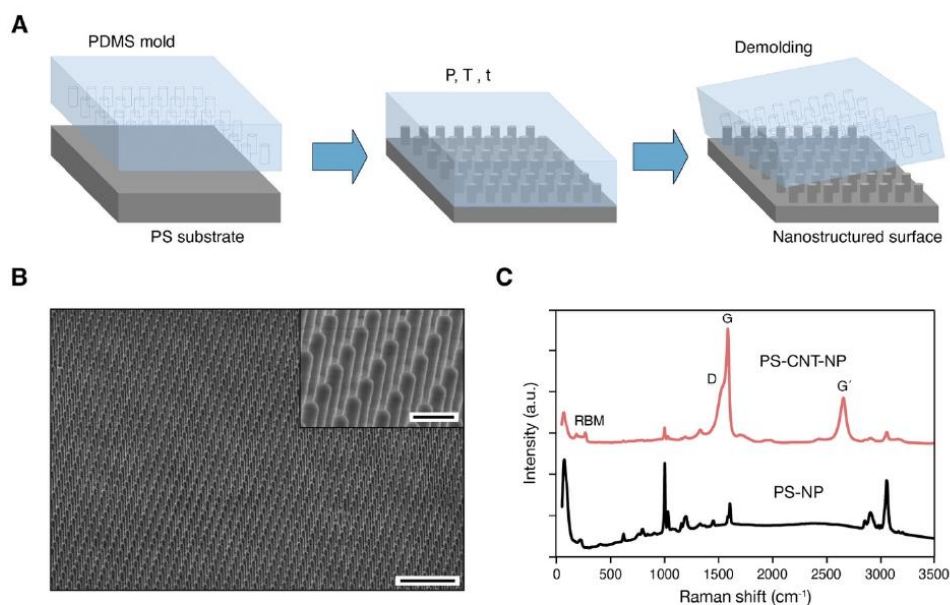 A
PDMS mold
PS substrate
P, T , t
Demolding
Nanostructured surface
B
C
Intensity (a.u.)
RBM
D
G
G´
PS-CNT-NP
PS-NP
0 500 1000 1500 2000 2500 3000 3500
Raman shift (cm⁻¹)